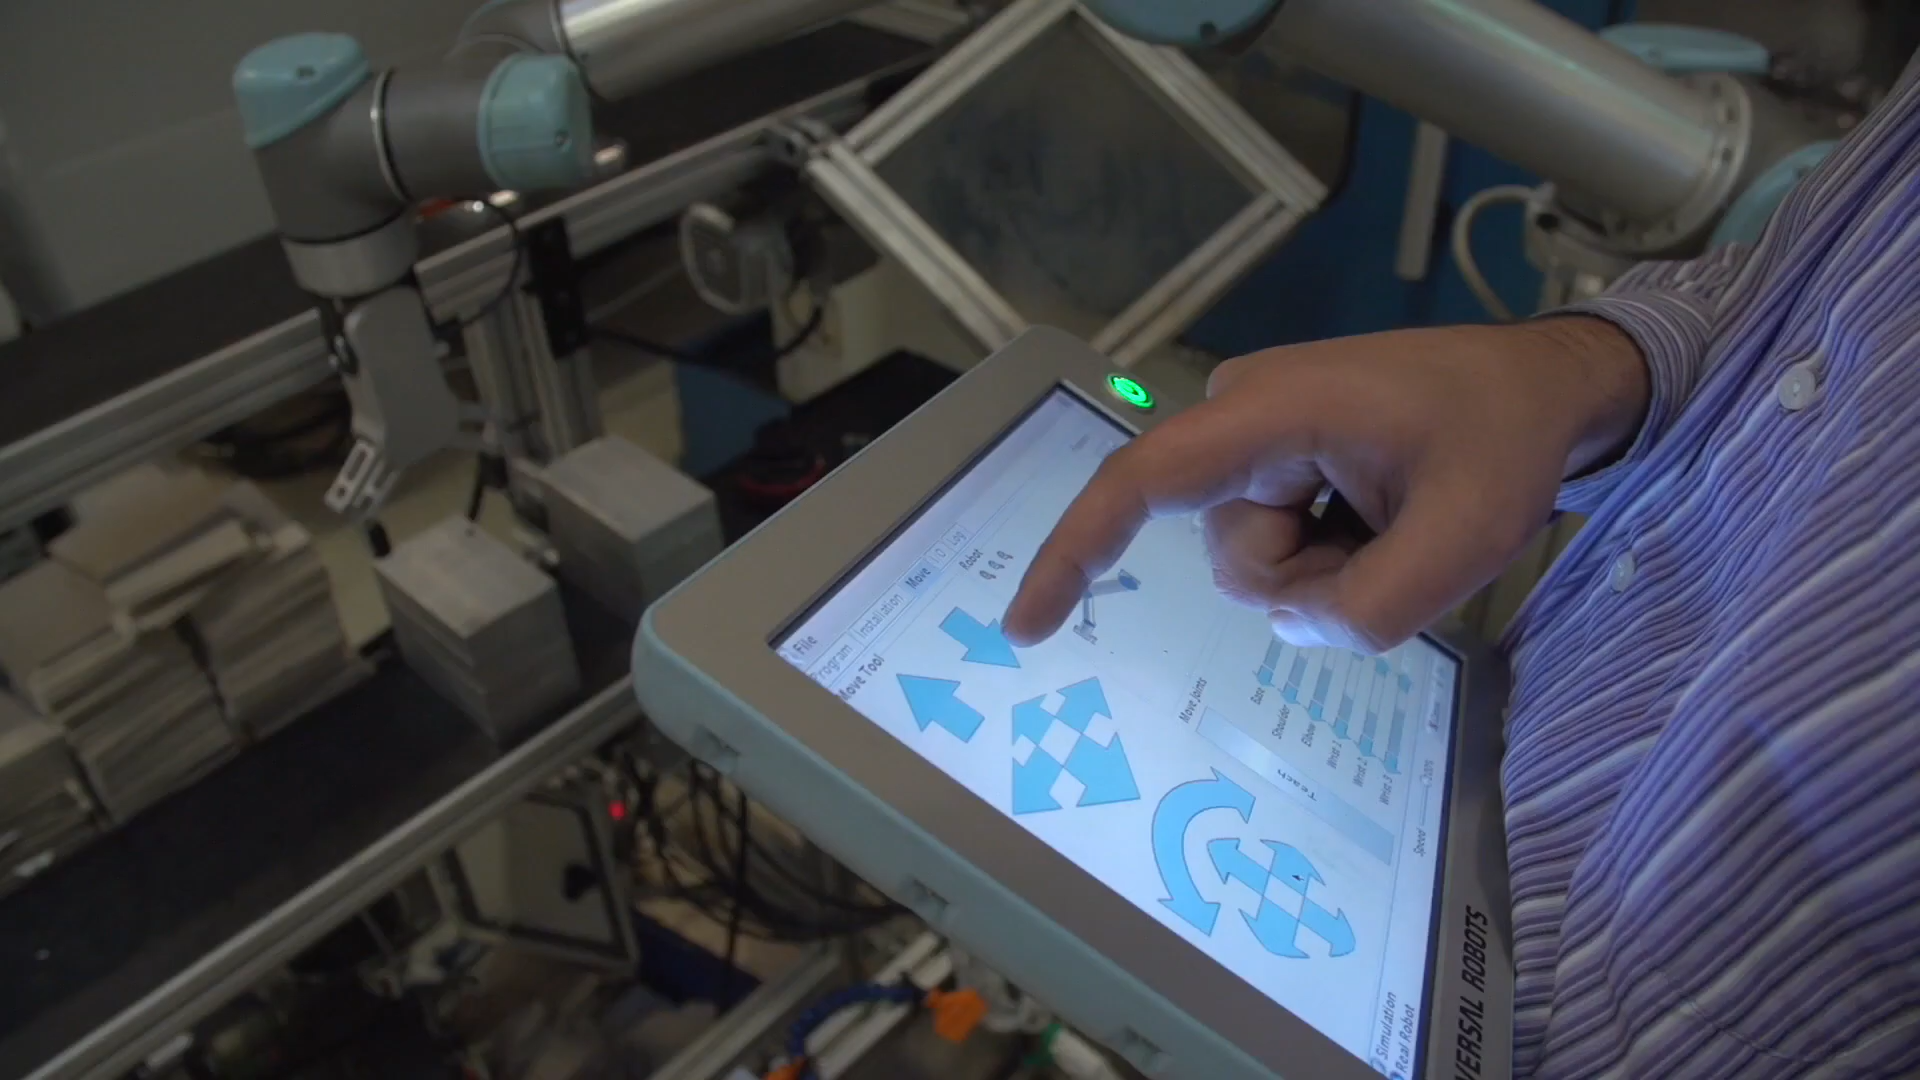 File
Program Installation Move I/O Log
Move Tool
Robot
Move Joints
Base
Shoulder
Elbow
Wrist 1
Wrist 2
Wrist 3
Teach
Speed
Simulation
Real Robot
VERSAL ROBOTS